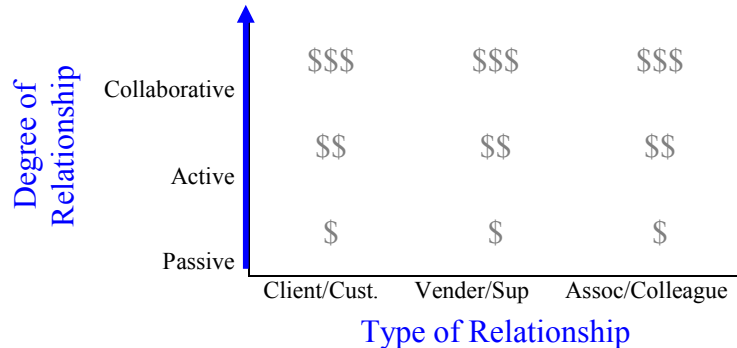 Degree of
Relationship
$$$ $$$ $$$
Collaborative
$$ $$ $$
Active
$ $ $
Passive
Client/Cust. Vender/Sup Assoc/Colleague
Type of Relationship